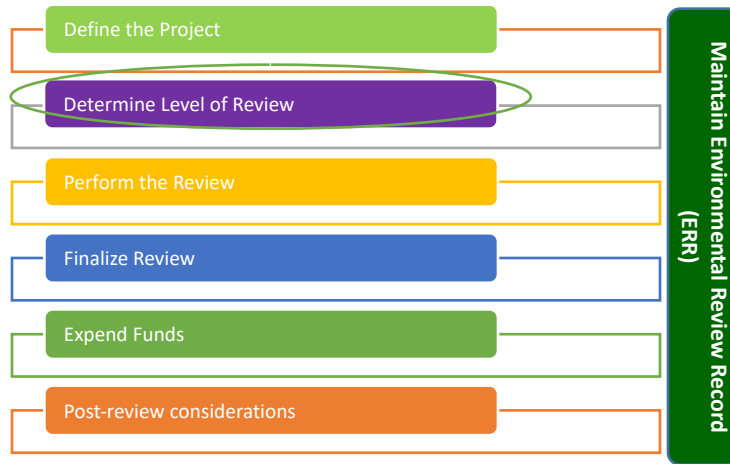 Define the Project
Determine Level of Review
Perform the Review
Finalize Review
Expend Funds
Post-review considerations
Maintain Environmental Review Record
(ERR)